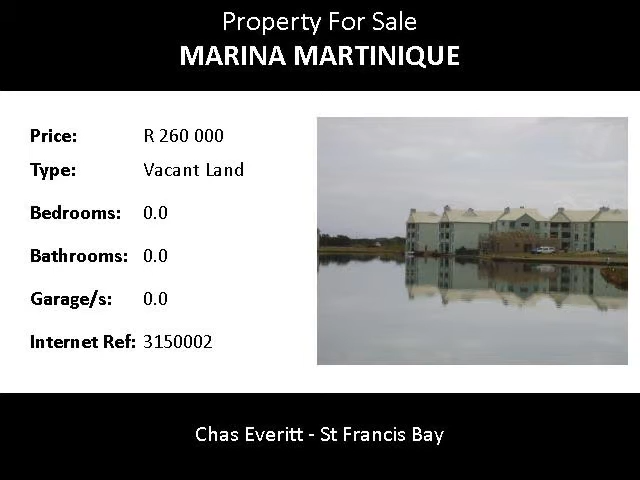 Property For Sale
MARINA MARTINIQUE
Price: R 260 000
Type: Vacant Land
Bedrooms: 0.0
Bathrooms: 0.0
Garage/s: 0.0
Internet Ref: 3150002
Chas Everitt - St Francis Bay